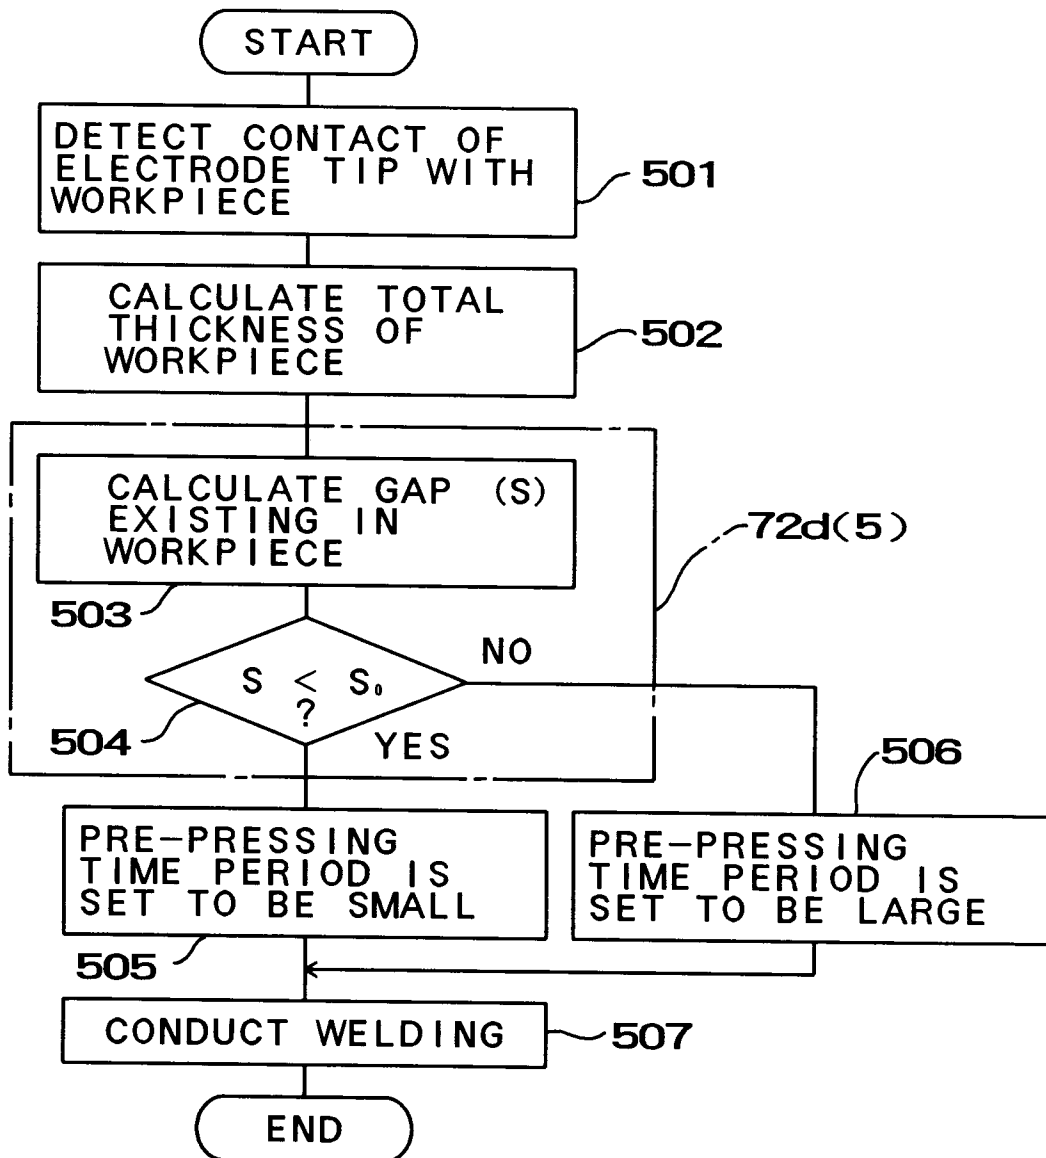 START
DETECT CONTACT OF
ELECTRODE TIP WITH
WORKPIECE
501
CALCULATE TOTAL
THICKNESS OF
WORKPIECE
502
CALCULATE GAP (S)
EXISTING IN
WORKPIECE
503
72d(5)
S < S₀
?
504
NO
YES
506
PRE-PRESSING
TIME PERIOD IS
SET TO BE SMALL
505
PRE-PRESSING
TIME PERIOD IS
SET TO BE LARGE
CONDUCT WELDING
507
END